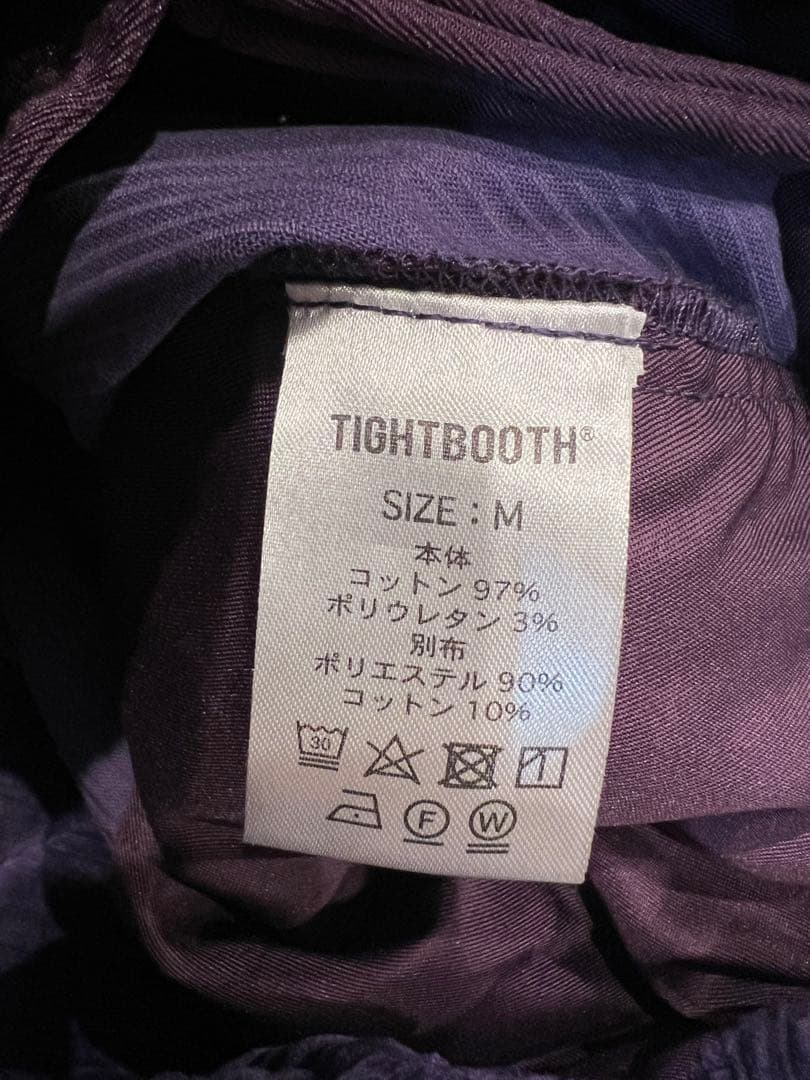 TIGHTBOOTH®
SIZE : M
本体
コットン 97%
ポリウレタン 3%
別布
ポリエステル 90%
コットン 10%
30
F W